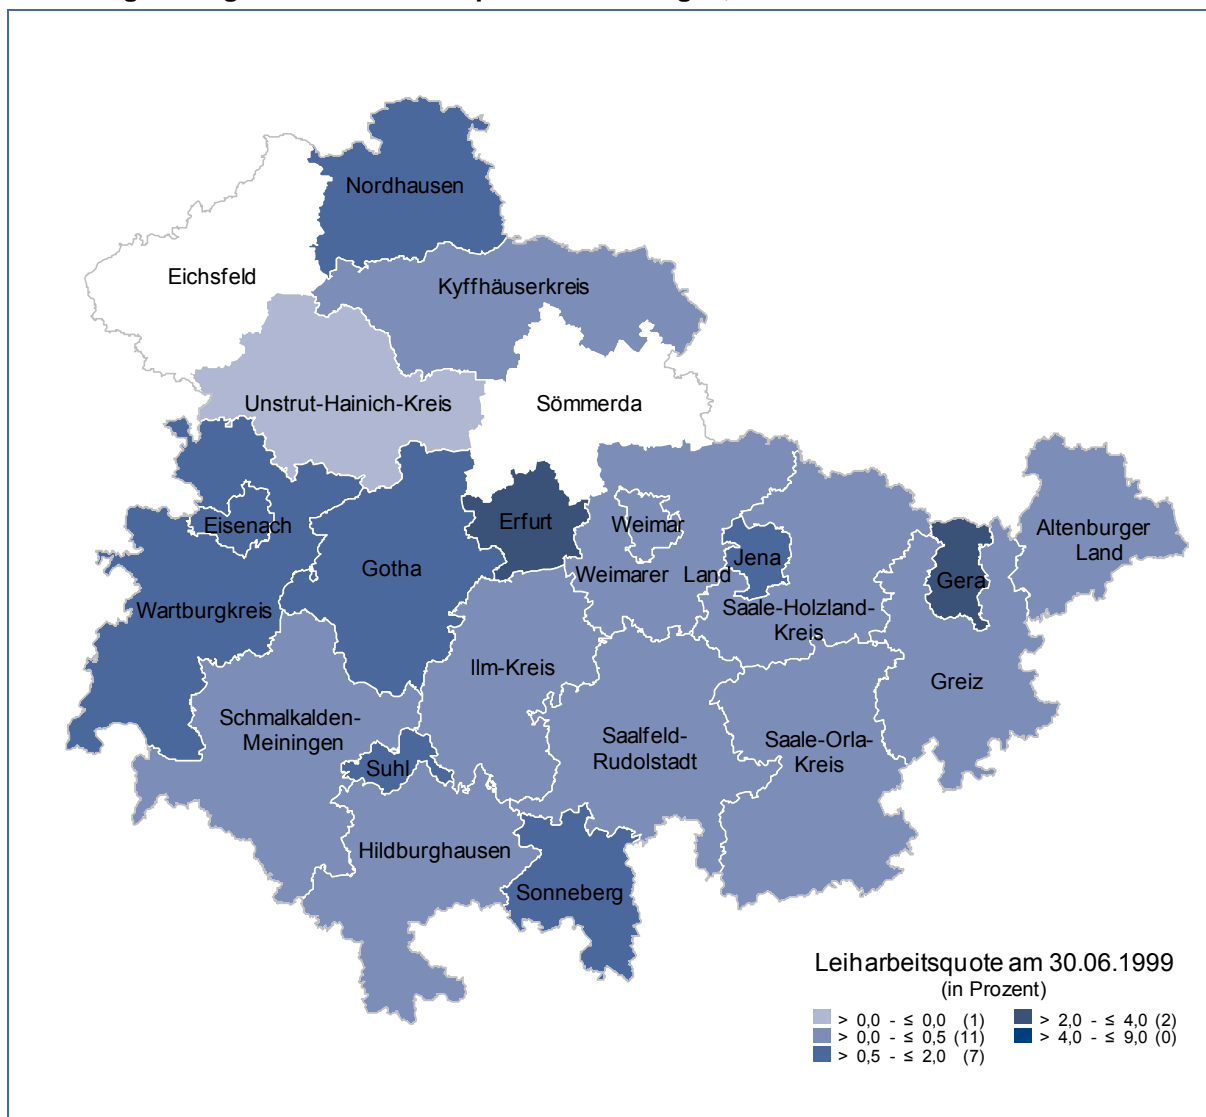 Nordhausen
Eichsfeld
Kyffhäuserkreis
Unstrut-Hainich-Kreis
Sömmerda
Eisenach
Erfurt
Weimar
Altenburger
Land
Jena
Gotha
Weimarer Land
Gera
Wartburgkreis
Saale-Holzland-
Kreis
Ilm-Kreis
Greiz
Schmalkalden-
Meiningen
Saalfeld-
Rudolstadt
Saale-Orla-
Kreis
Suhl
Hildburghausen
Sonneberg
Leiharbeitsquote am 30.06.1999
(in Prozent)
> 0,0 - ≤ 0,0 (1)
> 0,0 - ≤ 0,5 (11)
> 0,5 - ≤ 2,0 (7)
> 2,0 - ≤ 4,0 (2)
> 4,0 - ≤ 9,0 (0)